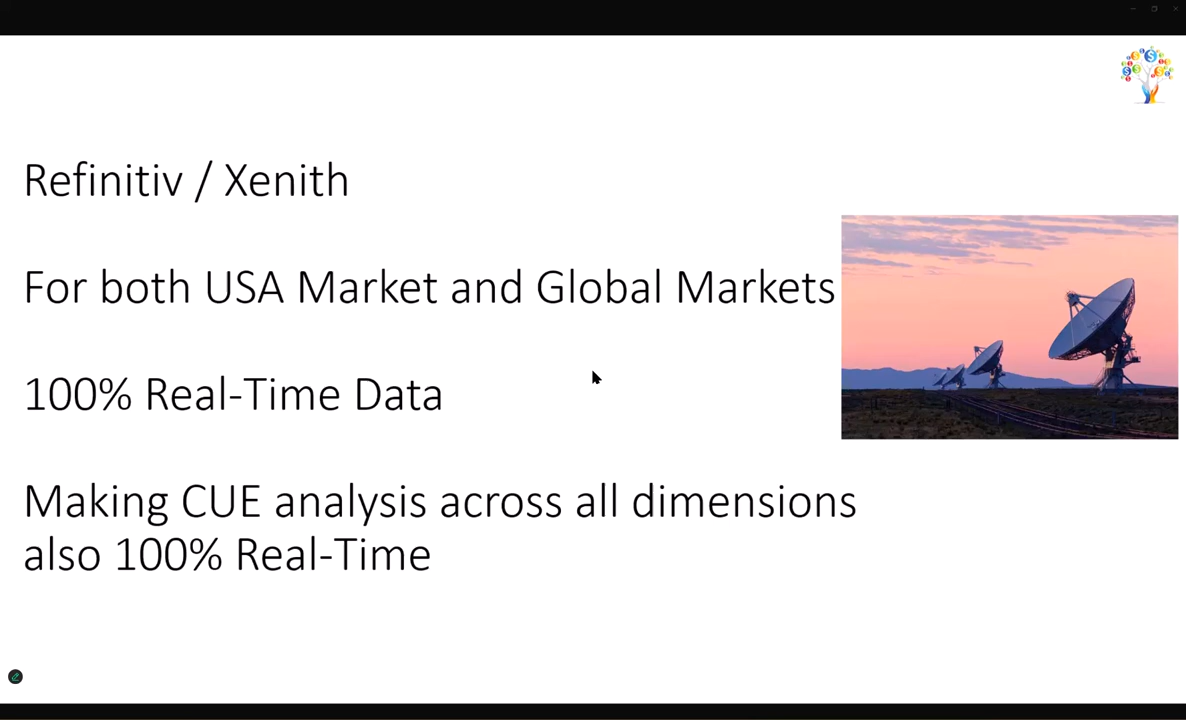 Refinitiv / Xenith
For both USA Market and Global Markets
100% Real-Time Data
Making CUE analysis across all dimensions
also 100% Real-Time